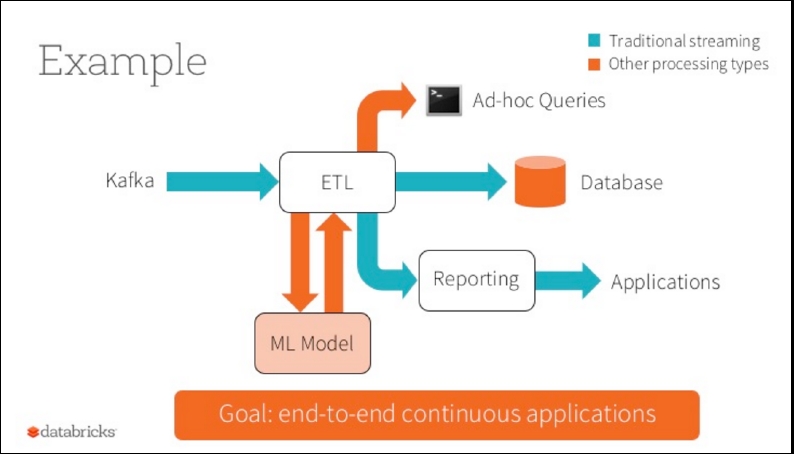 Example
Traditional streaming
Other processing types
>_
Ad-hoc Queries
Kafka
ETL
Database
Reporting
Applications
ML Model
Goal: end-to-end continuous applications
databricks